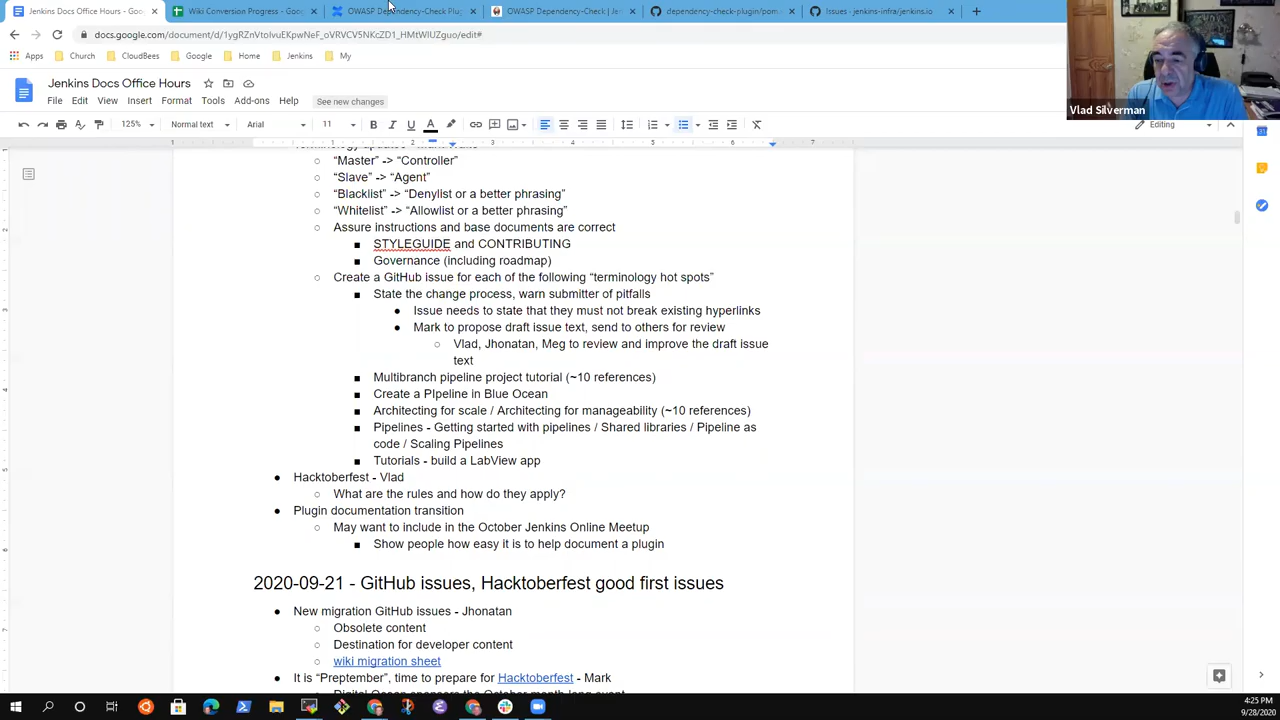 Jenkins Docs Office Hours - Goo
Wiki Conversion Progress - Goog
OWASP Dependency-Check Plug
OWASP Dependency-Check | Jen
dependency-check-plugin/pom.
Issues · jenkins-infra/jenkins.io
docs.google.com/document/d/
Apps
Church
CloudBees
Google
Home
Jenkins
My
Vlad Silverman
Jenkins Docs Office Hours
File Edit View Insert Format Tools Add-ons Help See new changes
125% Normal text Arial 11 Editing
“Master” -> “Controller”
“Slave” -> “Agent”
“Blacklist” -> “Denylist or a better phrasing”
“Whitelist” -> “Allowlist or a better phrasing”
Assure instructions and base documents are correct
STYLEGUIDE and CONTRIBUTING
Governance (including roadmap)
Create a GitHub issue for each of the following “terminology hot spots”
State the change process, warn submitter of pitfalls
Issue needs to state that they must not break existing hyperlinks
Mark to propose draft issue text, send to others for review
Vlad, Jhonatan, Meg to review and improve the draft issue
text
Multibranch pipeline project tutorial (~10 references)
Create a PIpeline in Blue Ocean
Architecting for scale / Architecting for manageability (~10 references)
Pipelines - Getting started with pipelines / Shared libraries / Pipeline as
code / Scaling Pipelines
Tutorials - build a LabView app
Hacktoberfest - Vlad
What are the rules and how do they apply?
Plugin documentation transition
May want to include in the October Jenkins Online Meetup
Show people how easy it is to help document a plugin
2020-09-21 - GitHub issues, Hacktoberfest good first issues
New migration GitHub issues - Jhonatan
Obsolete content
Destination for developer content
wiki migration sheet
It is “Preptember”, time to prepare for Hacktoberfest - Mark
4:25 PM
9/28/2020